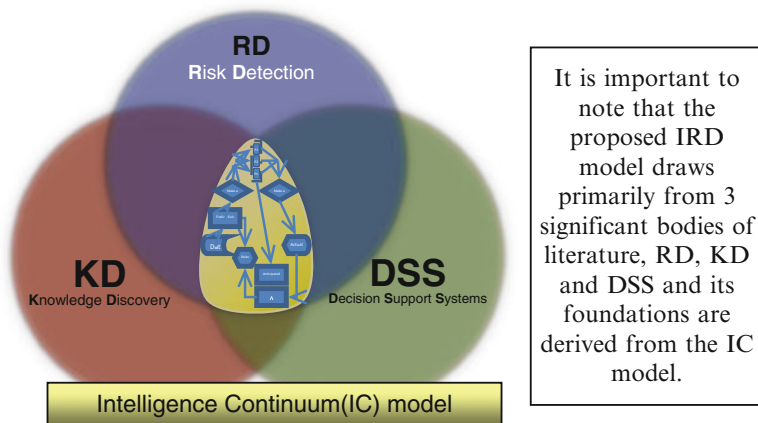 RD
Risk Detection
KD
Knowledge Discovery
DSS
Decision Support Systems
Intelligence Continuum(IC) model
It is important to
note that the
proposed IRD
model draws
primarily from 3
significant bodies of
literature, RD, KD
and DSS and its
foundations are
derived from the IC
model.